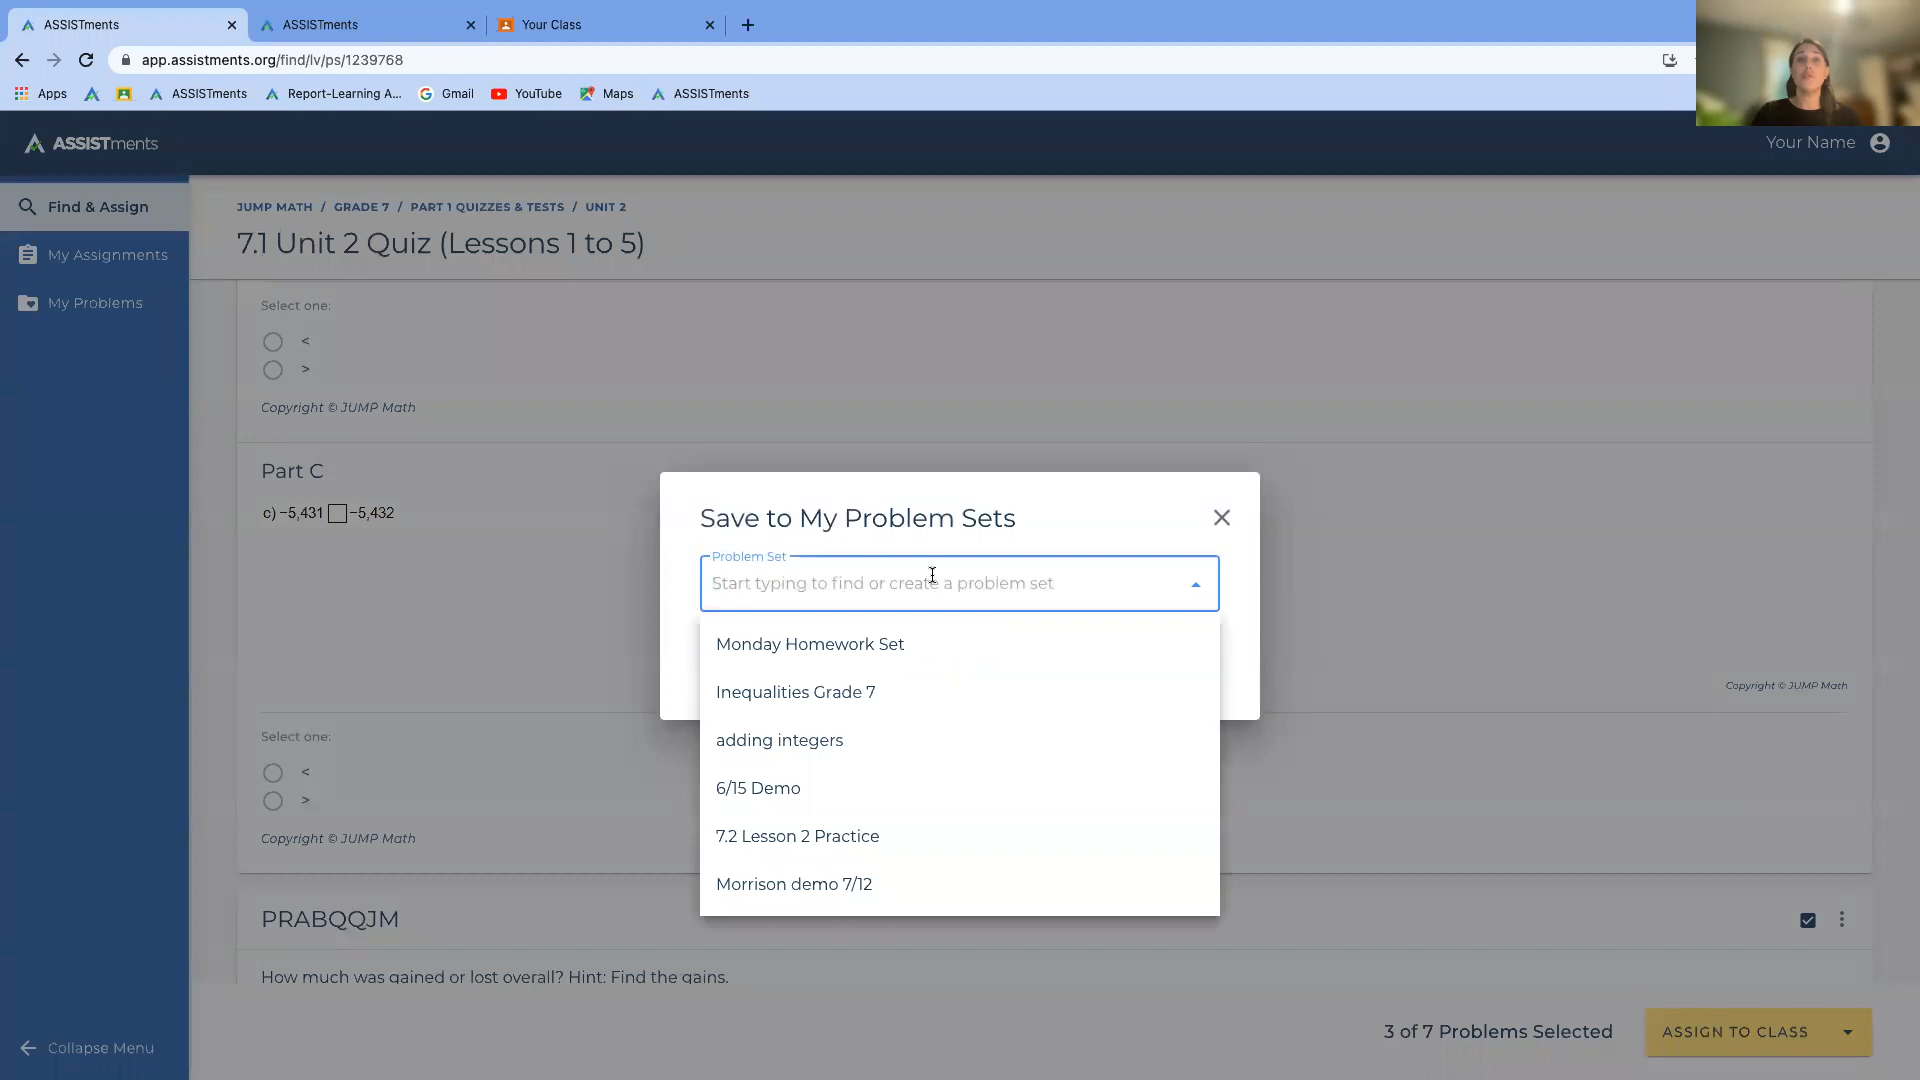 ASSISTments
ASSISTments
Your Class
app.assistments.org/find/lv/ps/1239768
Apps
ASSISTments
Report-Learning A...
Gmail
YouTube
Maps
ASSISTments
ASSISTments
Your Name
Find & Assign
My Assignments
My Problems
Collapse Menu
JUMP MATH / GRADE 7 / PART 1 QUIZZES & TESTS / UNIT 2
7.1 Unit 2 Quiz (Lessons 1 to 5)
Select one:
<
>
Copyright © JUMP Math
Part C
c) −5,431 □ −5,432
Copyright © JUMP Math
Select one:
<
>
Copyright © JUMP Math
PRABQQJM
How much was gained or lost overall? Hint: Find the gains.
Save to My Problem Sets
Problem Set
Start typing to find or create a problem set
Monday Homework Set
Inequalities Grade 7
adding integers
6/15 Demo
7.2 Lesson 2 Practice
Morrison demo 7/12
3 of 7 Problems Selected
ASSIGN TO CLASS